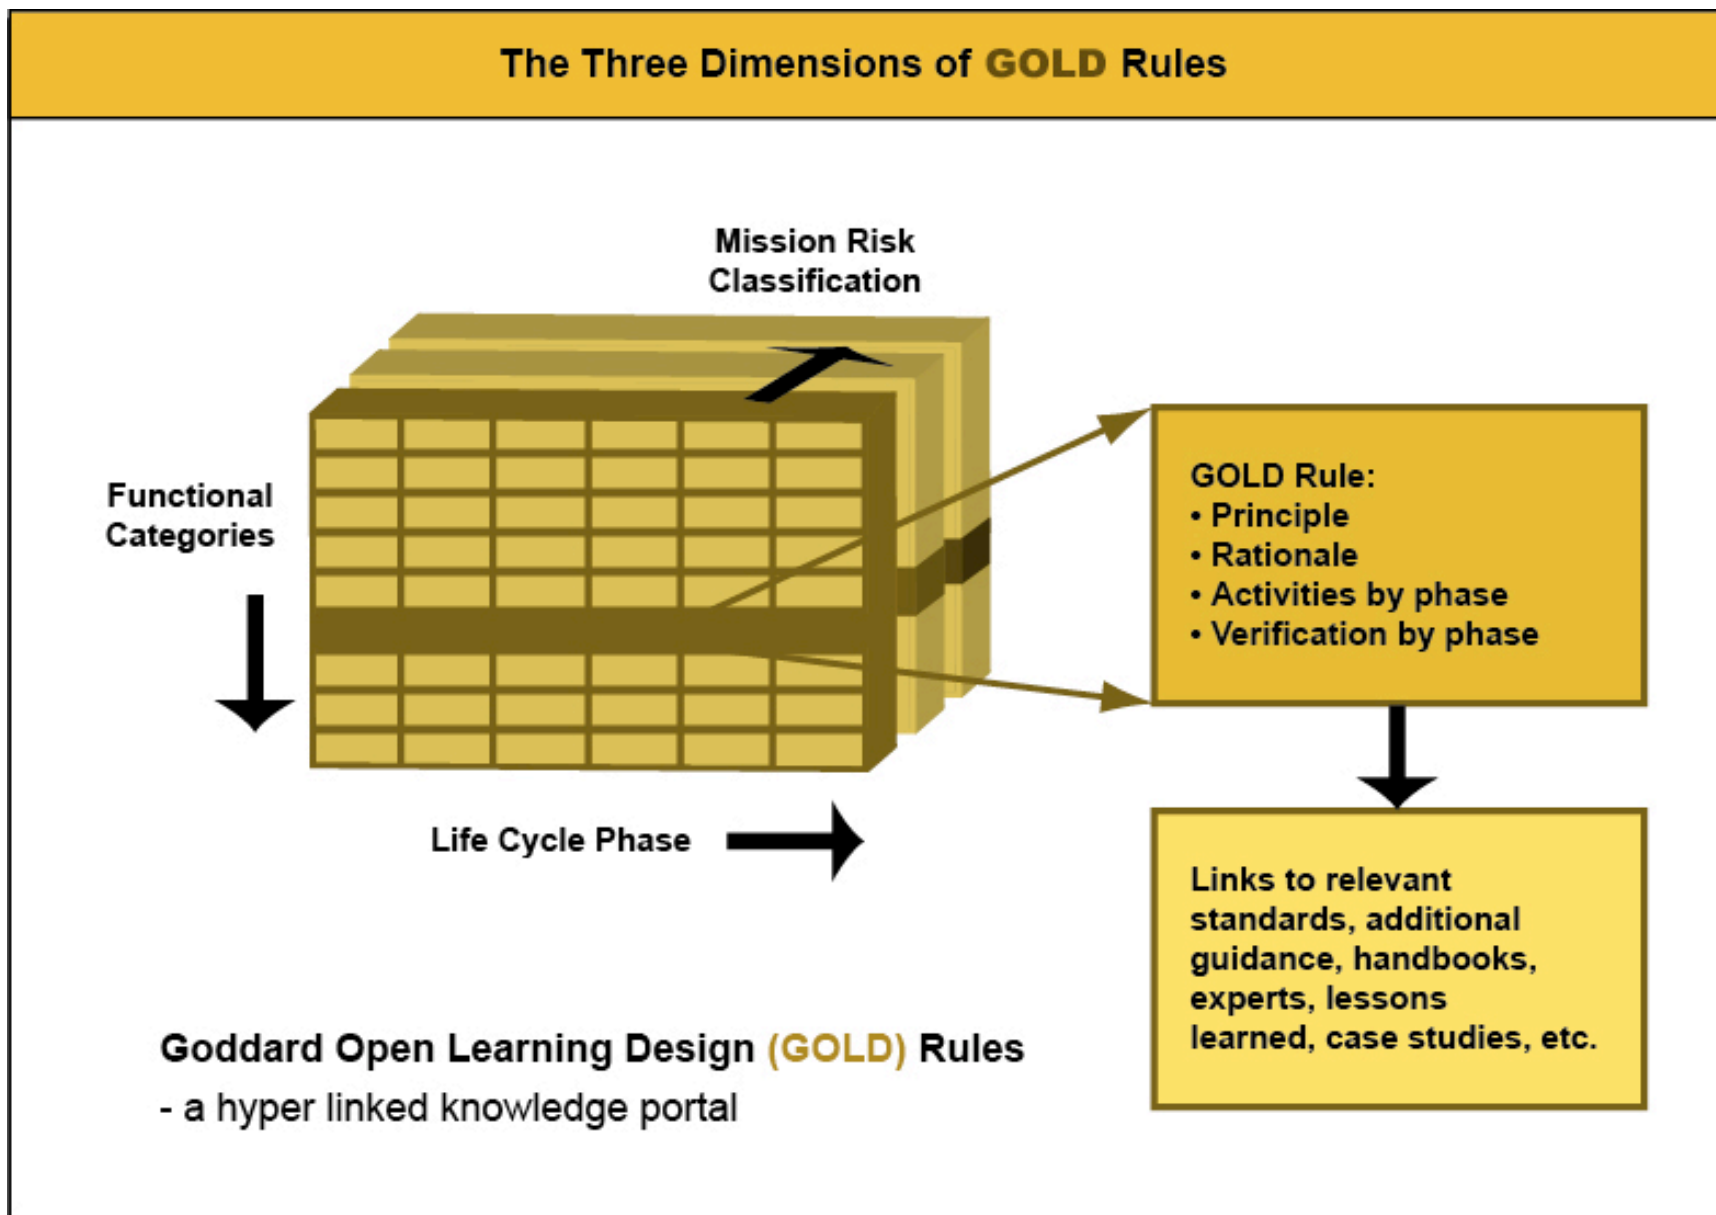 The Three Dimensions of GOLD Rules
Mission Risk
Classification
Functional
Categories
GOLD Rule:
• Principle
• Rationale
• Activities by phase
• Verification by phase
Life Cycle Phase
Links to relevant
standards, additional
guidance, handbooks,
experts, lessons
learned, case studies, etc.
Goddard Open Learning Design (GOLD) Rules
- a hyper linked knowledge portal